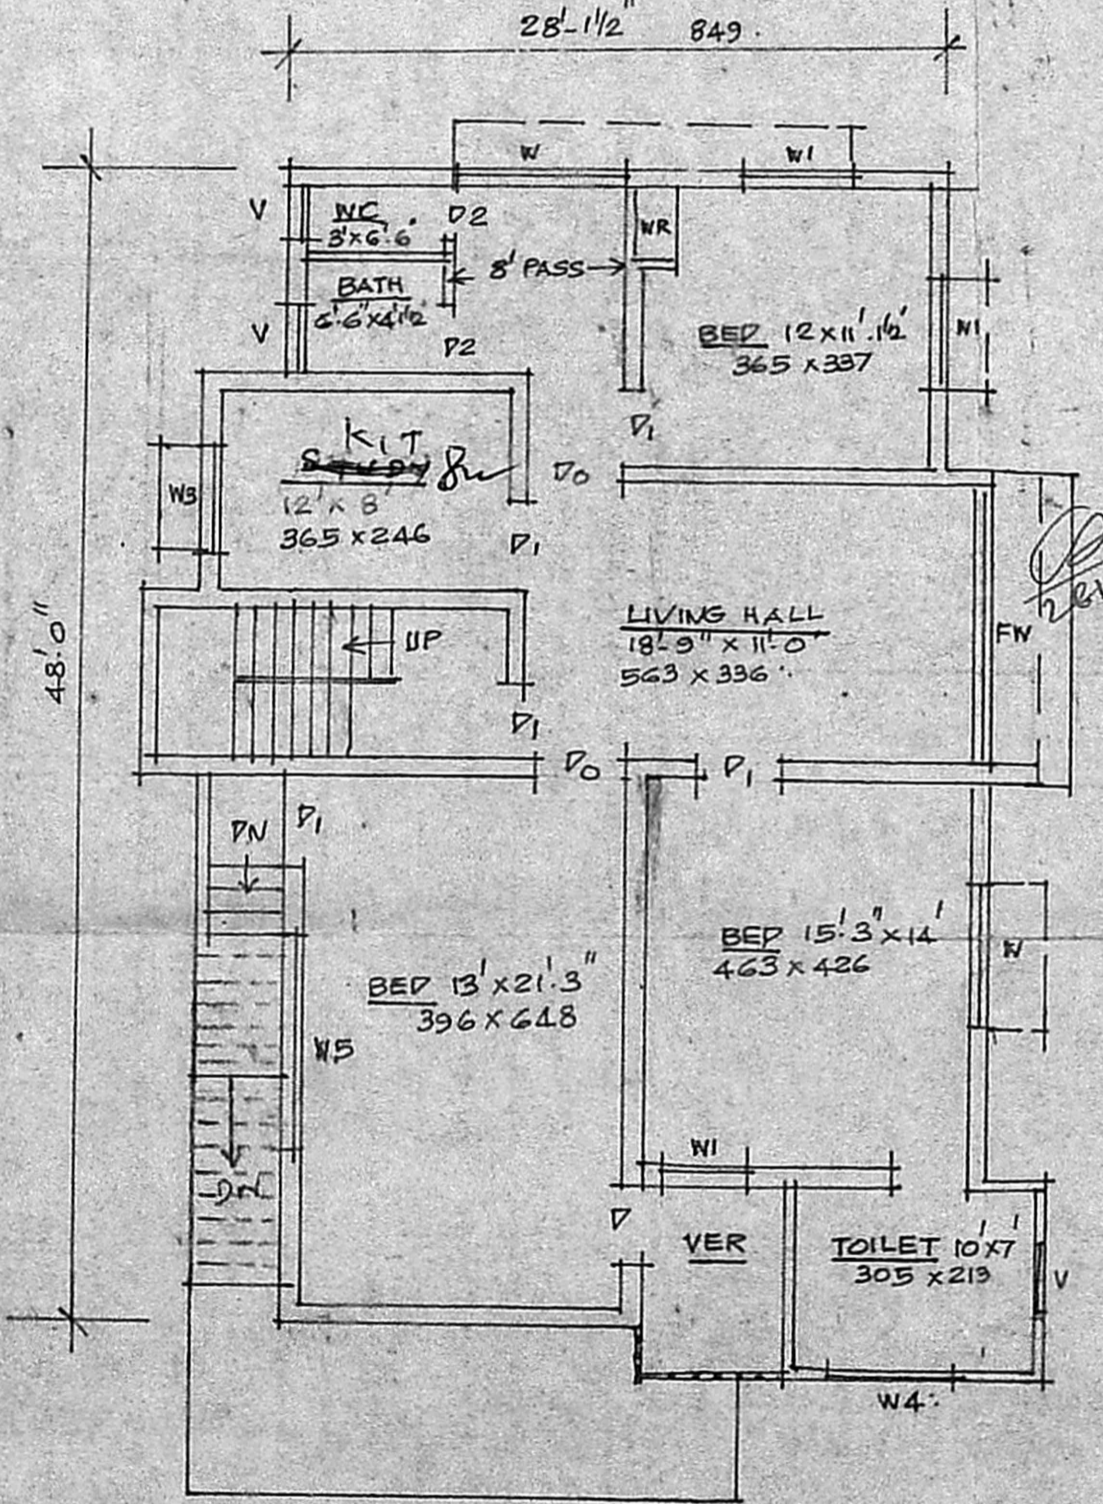 28'-1½" 849.
W
W1
V
WC
3'x6'.6"
D2
WR
8' PASS
BATH
6'.6"x4'1½
V
D2
BED 12x11'.1½"
365 x 337
W1
D1
KIT
STUDY
12' x 8'
365 x 246
D0
W3
D1
48'.0"
UP
LIVING HALL
18'-9" x 11'-0"
563 x 336.
FW
D1
D0
D1
DN
D1
BED 13'x21'.3"
396 x 648
BED 15'.3"x14'
463 x 426
W
W5
W1
D
VER
TOILET 10'x7'
305 x 213
V
W4.